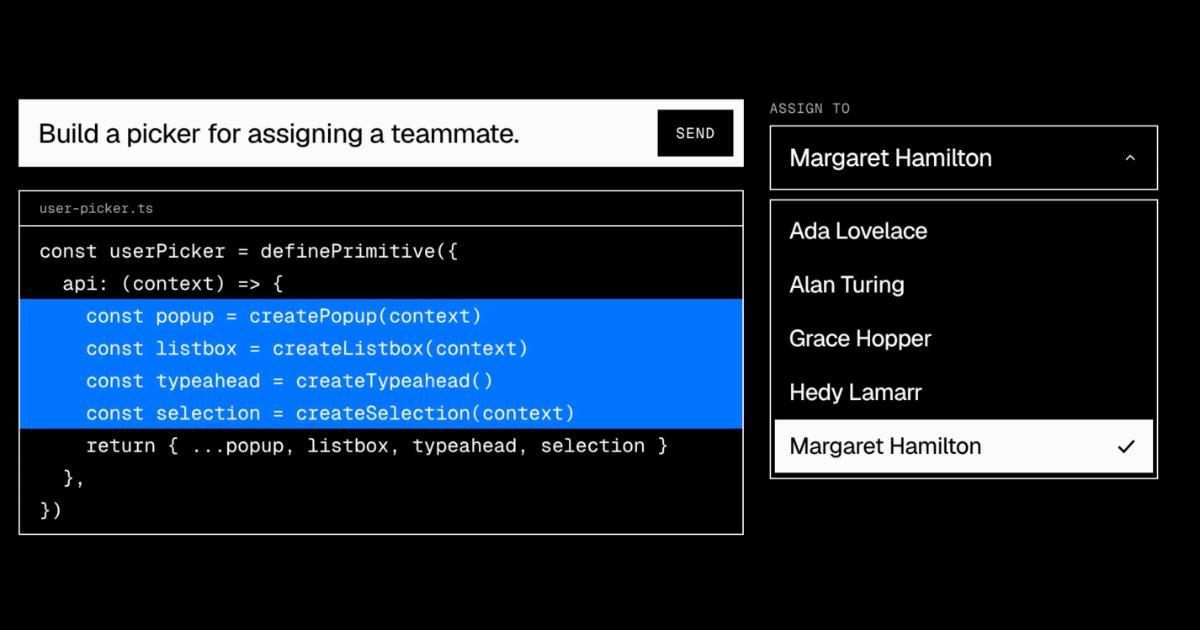 Build a picker for assigning a teammate.
SEND
user-picker.ts
const userPicker = definePrimitive({
  api: (context) => {
    const popup = createPopup(context)
    const listbox = createListbox(context)
    const typeahead = createTypeahead()
    const selection = createSelection(context)
    return { ...popup, listbox, typeahead, selection }
  },
})
ASSIGN TO
Margaret Hamilton
Ada Lovelace
Alan Turing
Grace Hopper
Hedy Lamarr
Margaret Hamilton